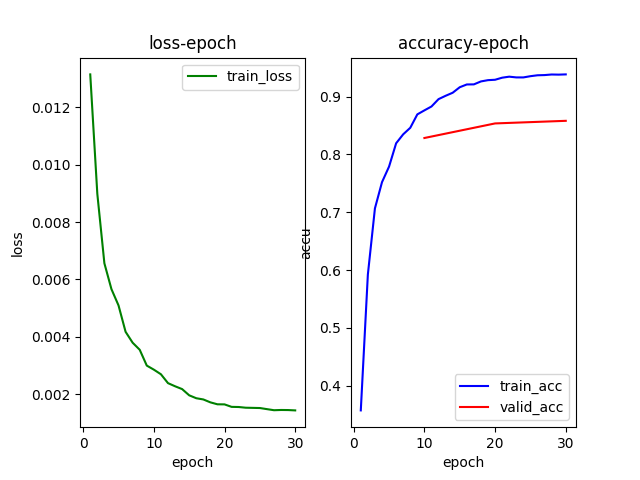 loss-epoch
train_loss
0.012
0.010
0.008
0.006
0.004
0.002
loss
0
10
20
30
epoch
accuracy-epoch
0.9
0.8
0.7
0.6
0.5
0.4
accu
train_acc
valid_acc
0
10
20
30
epoch